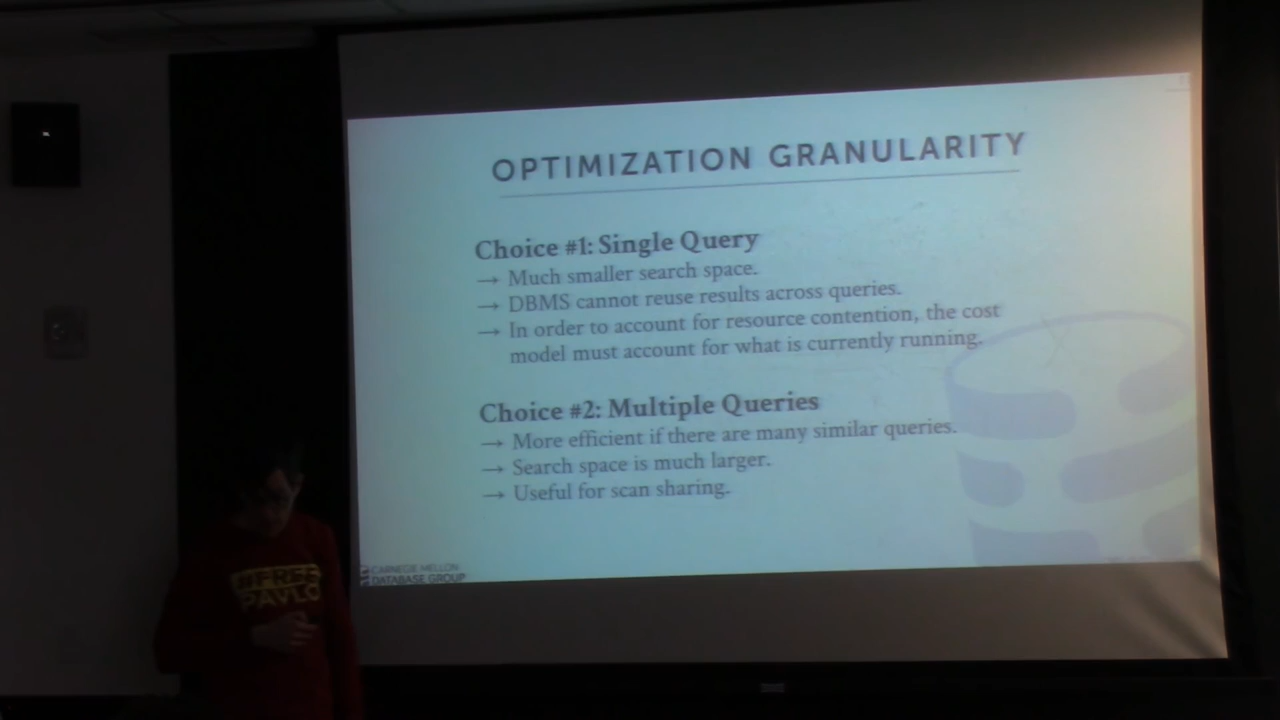 OPTIMIZATION GRANULARITY
Choice #1: Single Query
→ Much smaller search space.
→ DBMS cannot reuse results across queries.
→ In order to account for resource contention, the cost
model must account for what is currently running.
Choice #2: Multiple Queries
→ More efficient if there are many similar queries.
→ Search space is much larger.
→ Useful for scan sharing.
CARNEGIE MELLON
DATABASE GROUP
#FREE
PAVLO